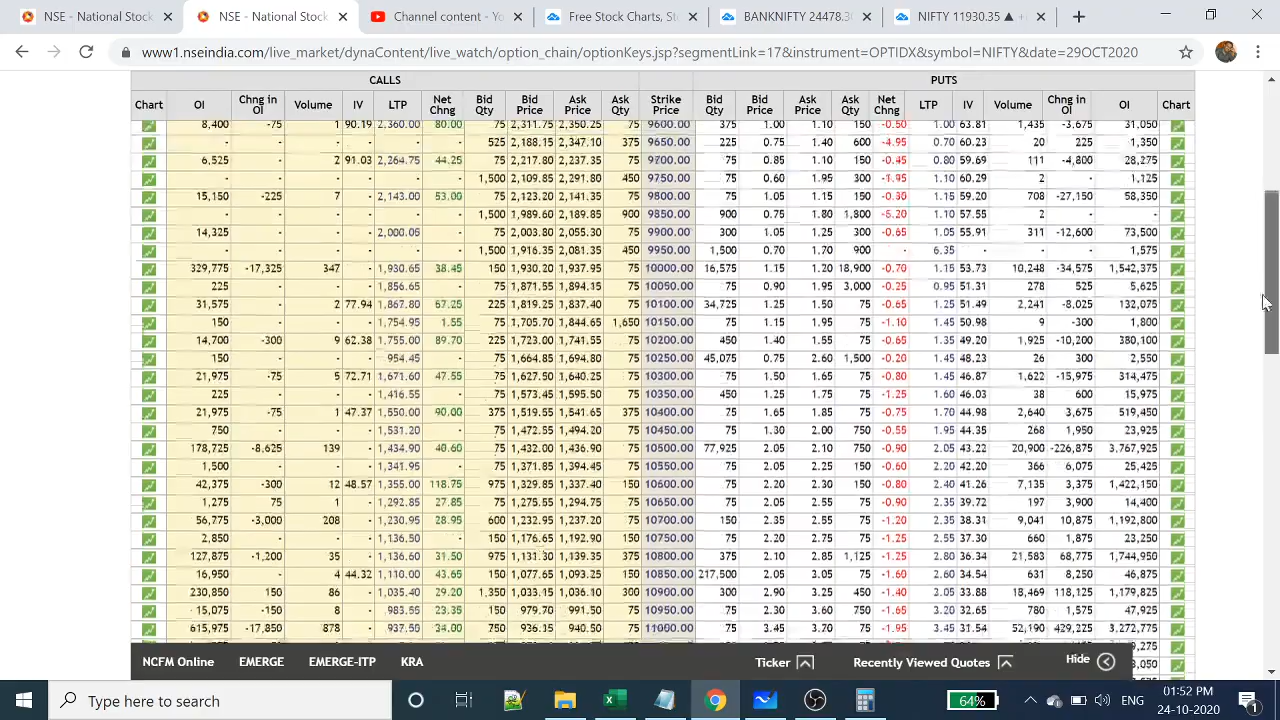 NSE - National Stock
NSE - National Stock
Channel content - Yo
Free Stock Charts, St
BANKNIFTY 24478.3
NIFTY 11930.35 ▲ +
www1.nseindia.com/live_market/dynaContent/live_watch/option_chain/optionKeys.jsp?segmentLink=17&instrument=OPTIDX&symbol=NIFTY&date=29OCT2020
CALLS PUTS
Chart OI Chng in OI Volume IV LTP Net Chng Bid Qty Bid Price Ask Price Ask Qty Strike Price Bid Qty Bid Price Ask Price Ask Qty Net Chng LTP IV Volume Chng in OI OI Chart
8,400 -75 1 90.19 2,360.00 80.00 75 2,311.75 2,350.25 75 9600.00 375 1.00 1.10 150 -0.50 1.00 63.81 1,435 -3,675 31,050
- - - - - - 525 2,188.15 2,347.10 375 9650.00 225 0.75 1.40 600 -4.95 0.70 60.23 20 225 1,350
6,525 - 2 91.03 2,264.75 44.25 75 2,217.80 2,237.35 75 9700.00 75 0.85 1.10 150 -0.45 0.80 59.69 111 -4,800 28,275
- - - - - - 1,500 2,109.85 2,297.80 450 9750.00 75 0.60 1.95 300 -1.95 1.10 60.29 2 - 1,125
15,150 -225 7 - 2,143.00 53.00 75 2,123.20 2,141.35 75 9800.00 75 1.15 1.15 150 -0.30 1.15 59.20 708 -27,150 58,350
- - - - - - 1,500 1,989.60 2,189.85 900 9850.00 900 0.75 1.80 1,800 -5.20 1.10 57.55 2 - -
14,325 - - - 2,000.05 - 75 2,003.80 2,055.30 75 9900.00 300 1.05 1.25 300 -0.65 1.05 55.91 311 -12,600 73,500
- - - - - - 1,500 1,916.35 2,081.35 450 9950.00 1,500 0.70 1.70 900 - 6.35 - - 1,575
329,775 -17,325 347 - 1,930.65 38.45 150 1,930.20 1,937.95 75 10000.00 16,575 1.15 1.20 18,900 -0.70 1.15 53.73 10,248 -34,575 1,542,375
225 - - - 1,856.65 - 75 1,871.55 1,894.15 75 10050.00 75 0.90 1.95 3,000 -0.25 0.95 51.31 278 525 5,625
31,575 - 2 77.94 1,867.80 67.25 225 1,819.25 1,837.40 75 10100.00 34,725 1.25 1.50 75 -0.65 1.25 51.49 2,241 -8,025 132,075
150 - - - 1,754.95 1.55 75 1,705.70 1,844.65 1,650 10150.00 75 1.15 1.95 75 -1.10 1.45 50.98 9 -300 1,800
14,700 -300 9 62.38 1,755.00 89.70 225 1,723.00 1,741.55 75 10200.00 450 1.40 1.55 75 -0.65 1.35 49.20 1,925 -10,200 380,100
150 - - - 954.45 - 75 1,664.85 1,694.80 75 10250.00 45,075 0.75 2.60 1,500 -0.20 1.45 48.23 26 300 2,550
21,975 -75 5 72.71 1,671.60 47.55 75 1,627.50 1,640.25 75 10300.00 75 1.50 1.65 75 -0.80 1.45 46.87 1,622 -15,975 314,475
225 - - - 1,416.55 - 75 1,573.45 1,595.50 75 10350.00 450 1.25 1.75 75 -1.25 1.60 46.03 38 600 15,975
21,975 -75 1 47.37 1,550.00 90.00 375 1,519.55 1,541.65 375 10400.00 75 1.65 1.85 75 -0.75 1.70 44.98 2,640 3,675 519,450
750 - - - 1,531.20 - 75 1,472.55 1,494.20 75 10450.00 75 1.30 2.00 750 -0.55 1.95 44.35 268 1,950 23,925
178,725 -8,625 139 - 1,434.90 40.60 75 1,432.00 1,436.90 75 10500.00 77,925 2.05 2.10 750 -0.90 2.05 43.22 20,900 -226,875 3,767,925
1,500 - - - 1,341.95 - 75 1,371.85 1,394.45 75 10550.00 75 2.05 2.25 150 -0.60 2.20 42.20 366 6,075 25,425
42,375 -300 12 48.57 1,355.00 118.75 975 1,329.85 1,337.40 150 10600.00 75 2.20 2.30 75 -0.80 2.40 41.26 7,135 3,375 1,422,150
1,275 75 1 - 1,292.85 27.85 75 1,275.55 1,294.75 75 10650.00 75 2.05 2.55 75 -0.90 2.35 39.72 197 3,900 14,400
56,775 -3,000 208 - 1,230.95 28.95 600 1,232.95 1,237.20 75 10700.00 150 2.35 2.55 75 -1.20 2.35 38.31 9,041 10,875 1,192,800
2,850 - - - 1,136.50 - 150 1,176.65 1,192.90 150 10750.00 75 2.20 2.75 75 -1.25 2.55 37.30 660 1,875 23,250
127,875 -1,200 35 - 1,136.60 31.50 975 1,131.30 1,139.35 375 10800.00 375 2.10 2.85 1,125 -1.25 2.80 36.34 21,583 68,775 1,744,950
16,950 - 4 44.32 1,110.00 43.65 150 1,077.65 1,093.25 150 10850.00 217,500 2.05 3.05 75 -1.60 2.60 34.54 631 8,250 46,875
230,850 150 86 - 1,035.40 29.20 1,350 1,033.15 1,036.10 300 10900.00 300 2.90 3.25 450 -1.40 2.05 33.88 18,469 118,125 1,179,825
15,075 -150 8 - 983.55 23.35 150 979.70 991.50 75 10950.00 75 2.30 3.60 750 -1.65 3.20 32.65 780 1,575 47,925
615,975 -17,850 878 - 937.50 34.00 750 936.15 940.50 75 11000.00 75 3.45 3.70 750 -1.95 3.45 31.54 52,190 429,225 3,272,775
NCFM Online EMERGE EMERGE-ITP KRA Ticker Recently Viewed Quotes Hide
Type here to search
64%
ENG
01:52 PM
24-10-2020